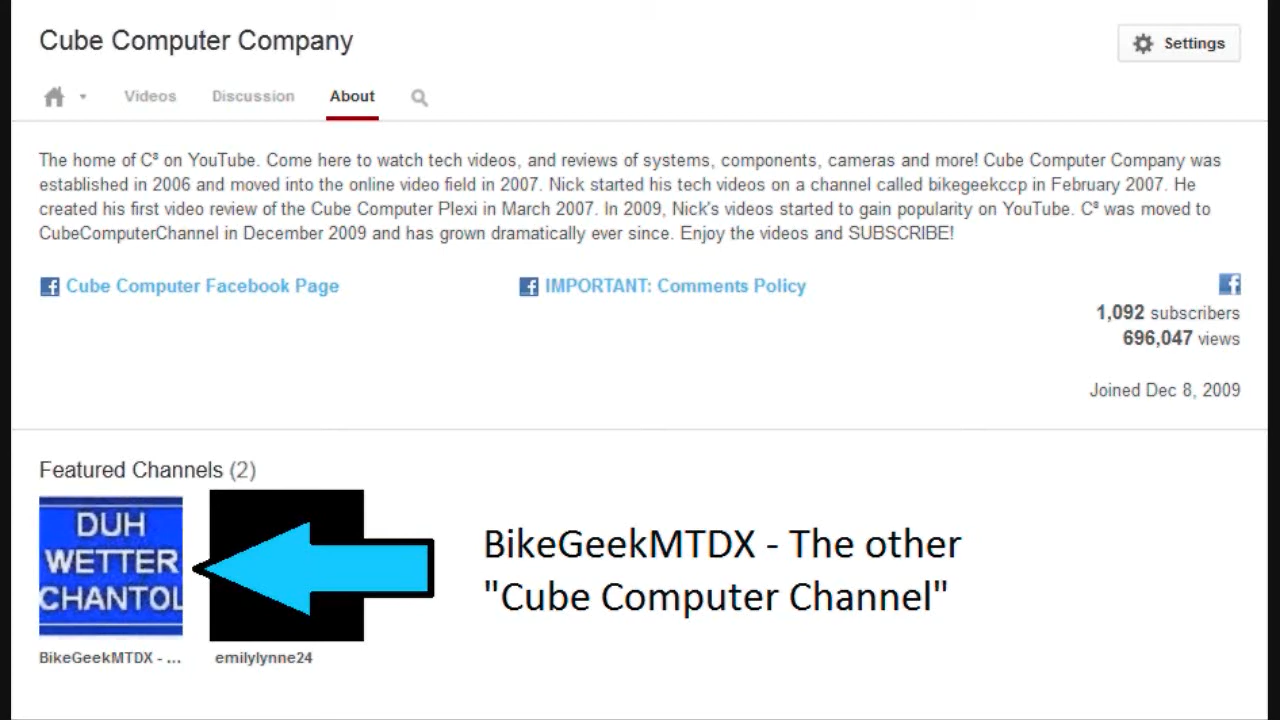 Cube Computer Company
Settings
Videos Discussion About
The home of C³ on YouTube. Come here to watch tech videos, and reviews of systems, components, cameras and more! Cube Computer Company was
established in 2006 and moved into the online video field in 2007. Nick started his tech videos on a channel called bikegeekccp in February 2007. He
created his first video review of the Cube Computer Plexi in March 2007. In 2009, Nick's videos started to gain popularity on YouTube. C³ was moved to
CubeComputerChannel in December 2009 and has grown dramatically ever since. Enjoy the videos and SUBSCRIBE!
Cube Computer Facebook Page
IMPORTANT: Comments Policy
1,092 subscribers
696,047 views
Joined Dec 8, 2009
Featured Channels (2)
DUH
WETTER
CHANTOL
BikeGeekMTDX - ...
emilylynne24
BikeGeekMTDX - The other
"Cube Computer Channel"